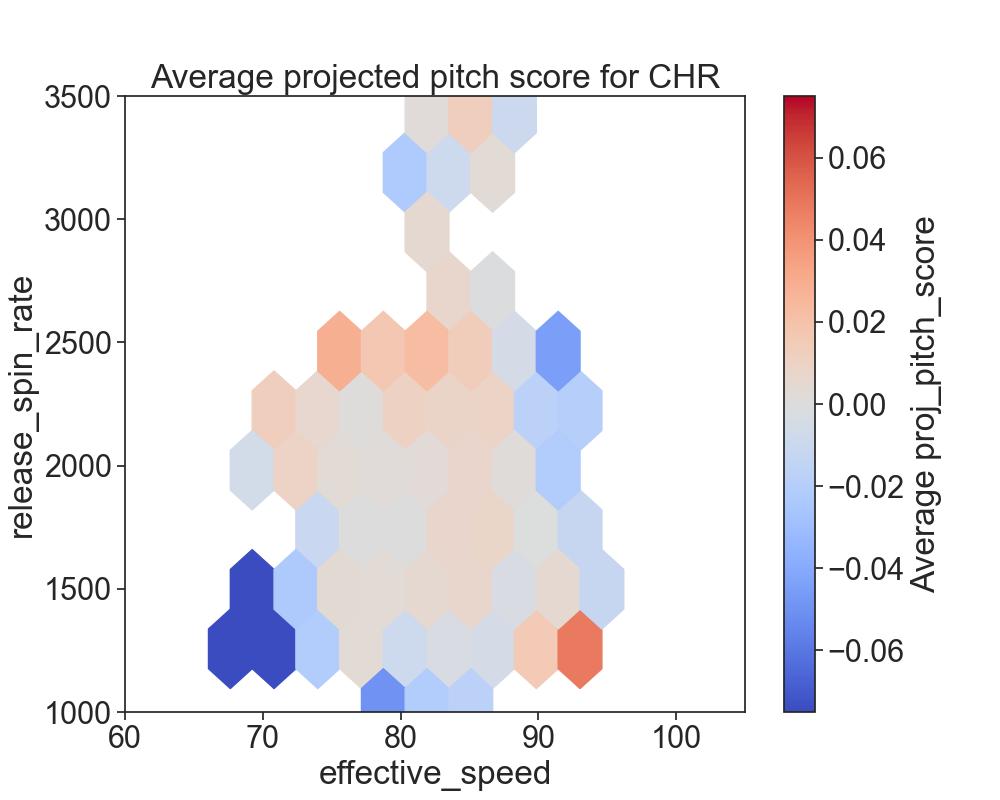 Average projected pitch score for CHR
3500
3000
2500
2000
1500
1000
release_spin_rate
60 70 80 90 100
effective_speed
0.06
0.04
0.02
0.00
−0.02
−0.04
−0.06
Average proj_pitch_score